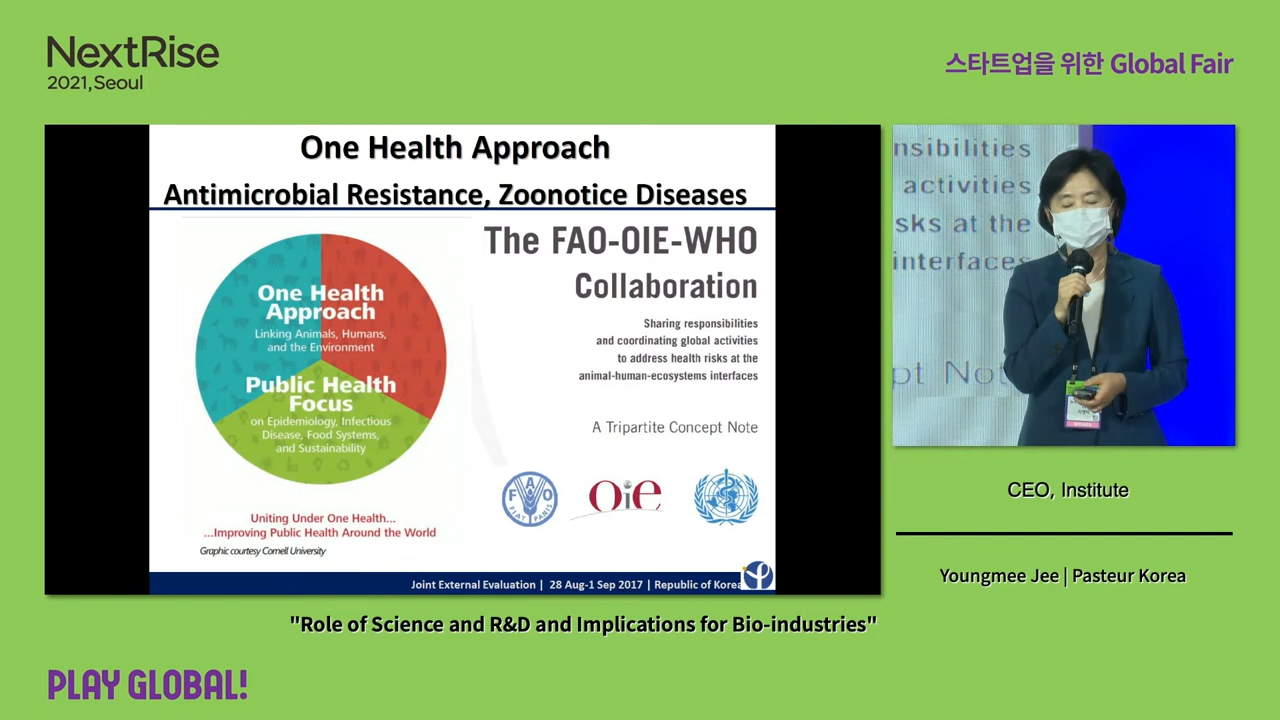 NextRise
2021,Seoul
스타트업을 위한 Global Fair
One Health Approach
Antimicrobial Resistance, Zoonotice Diseases
One Health
Approach
Linking Animals, Humans,
and the Environment
Public Health
Focus
on Epidemiology, Infectious
Disease, Food Systems,
and Sustainability
Uniting Under One Health...
...Improving Public Health Around the World
Graphic courtesy Cornell University
The FAO-OIE-WHO
Collaboration
Sharing responsibilities
and coordinating global activities
to address health risks at the
animal-human-ecosystems interfaces
A Tripartite Concept Note
FAO
FIAT PANIS
oie
Joint External Evaluation | 28 Aug-1 Sep 2017 | Republic of Korea
nsibilities
activities
sks at the
interfaces
pt Not
CEO, Institute
Youngmee Jee | Pasteur Korea
"Role of Science and R&D and Implications for Bio-industries"
PLAY GLOBAL!